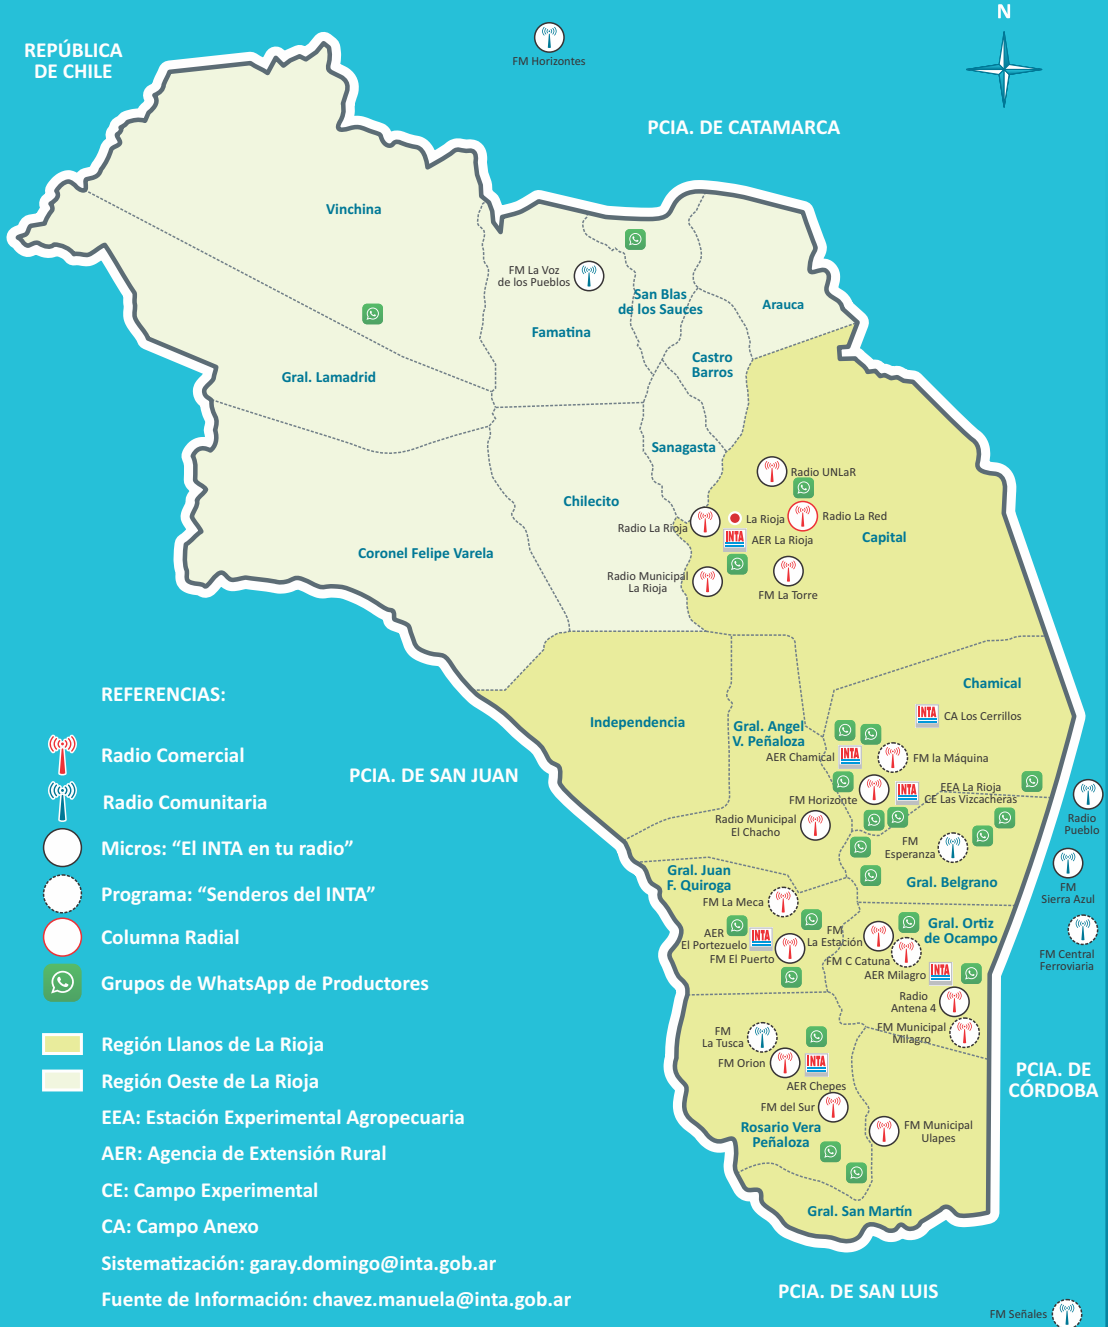 N
REPÚBLICA
DE CHILE
FM Horizontes
PCIA. DE CATAMARCA
Vinchina
FM La Voz
de los Pueblos
San Blas
de los Sauces
Arauca
Famatina
Castro
Barros
Gral. Lamadrid
Sanagasta
Radio UNLaR
Chilecito
Radio La Rioja
La Rioja
Radio La Red
INTA
AER La Rioja
Capital
Coronel Felipe Varela
Radio Municipal
La Rioja
FM La Torre
Chamical
Independencia
Gral. Angel
V. Peñaloza
INTA
CA Los Cerrillos
AER Chamical
INTA
FM la Máquina
PCIA. DE SAN JUAN
FM Horizonte
INTA
EEA La Rioja
CE Las Vizcacheras
Radio Municipal
El Chacho
Radio
Pueblo
FM
Esperanza
Gral. Juan
F. Quiroga
Gral. Belgrano
FM
Sierra Azul
FM La Meca
Gral. Ortiz
de Ocampo
AER
El Portezuelo
INTA
FM El Puerto
FM
La Estación
FM C Catuna
AER Milagro
INTA
FM Central
Ferroviaria
Radio
Antena 4
FM Municipal
Milagro
FM
La Tusca
FM Orion
INTA
AER Chepes
PCIA. DE
CÓRDOBA
FM del Sur
Rosario Vera
Peñaloza
FM Municipal
Ulapes
Gral. San Martín
PCIA. DE SAN LUIS
FM Señales
REFERENCIAS:
Radio Comercial
Radio Comunitaria
Micros: “El INTA en tu radio”
Programa: “Senderos del INTA”
Columna Radial
Grupos de WhatsApp de Productores
Región Llanos de La Rioja
Región Oeste de La Rioja
EEA: Estación Experimental Agropecuaria
AER: Agencia de Extensión Rural
CE: Campo Experimental
CA: Campo Anexo
Sistematización: garay.domingo@inta.gob.ar
Fuente de Información: chavez.manuela@inta.gob.ar